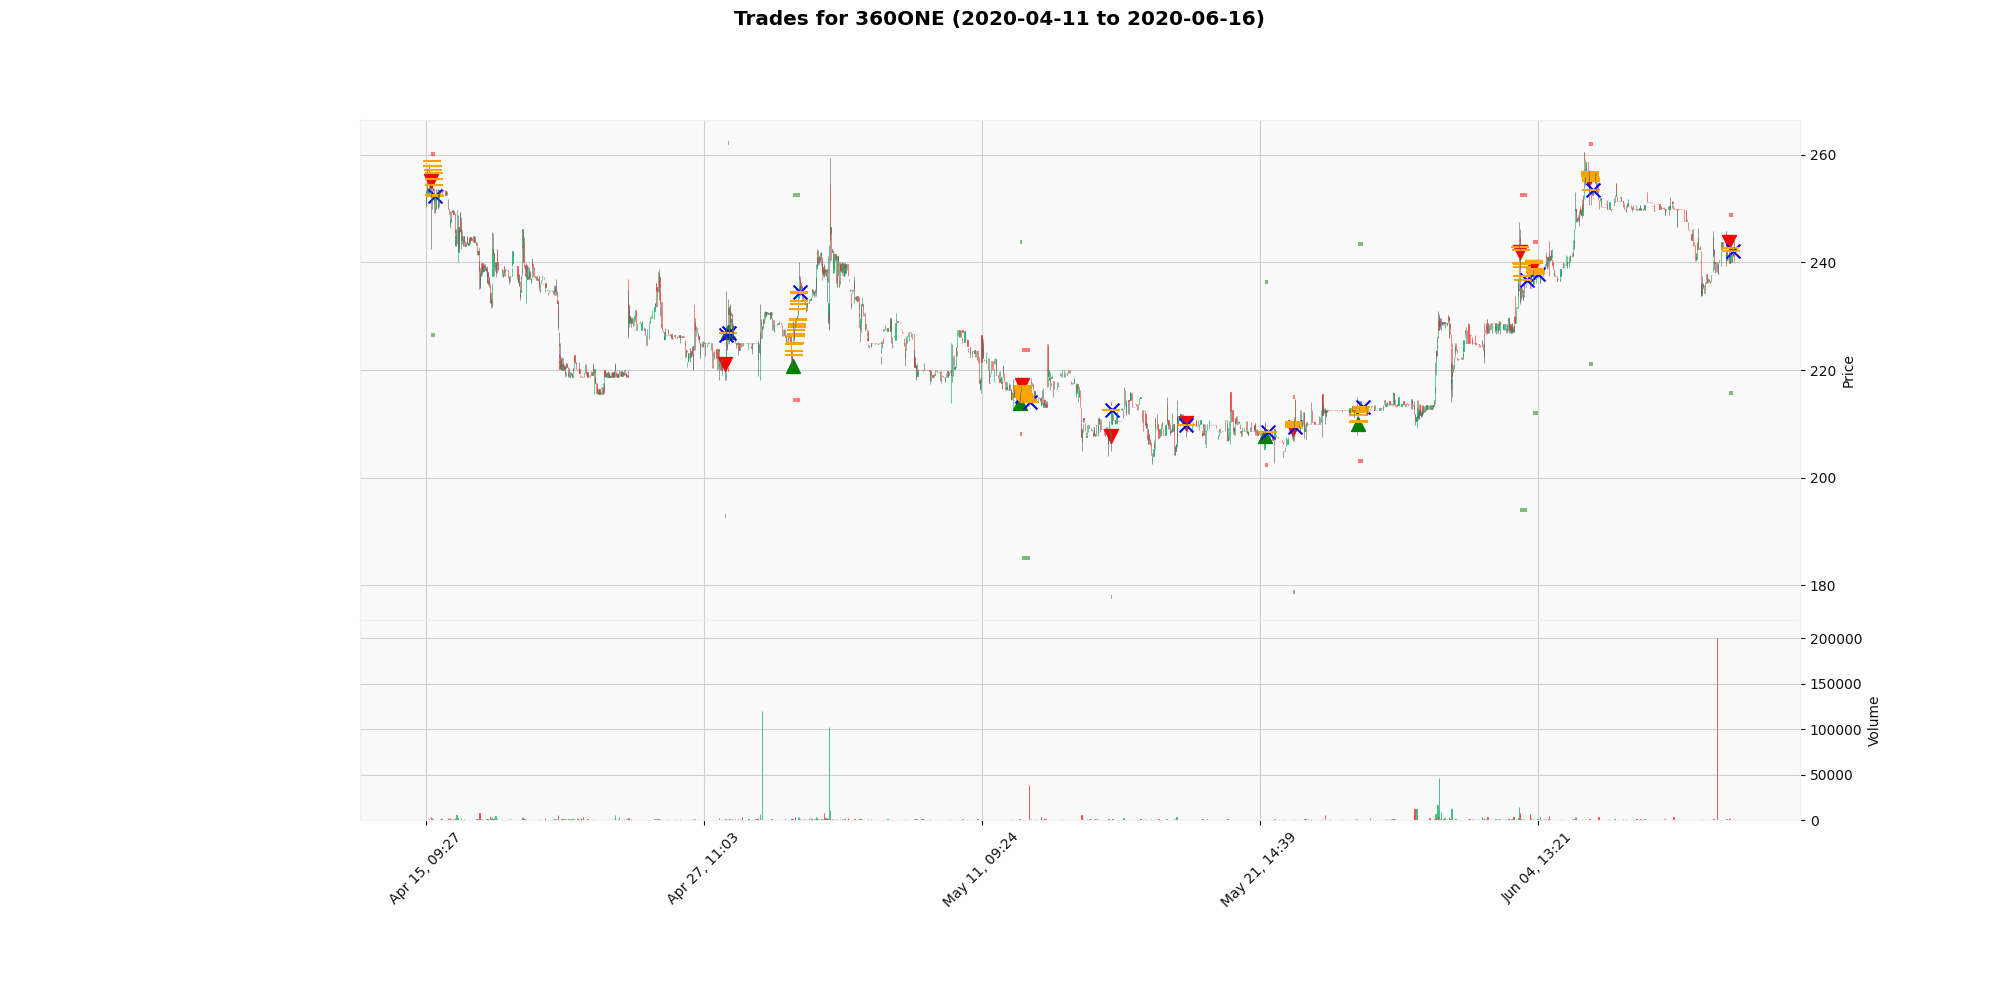 Trades for 360ONE (2020-04-11 to 2020-06-16)
260
240
220
200
180
Price
200000
150000
100000
50000
0
Volume
Apr 15, 09:27
Apr 27, 11:03
May 11, 09:24
May 21, 14:39
Jun 04, 13:21